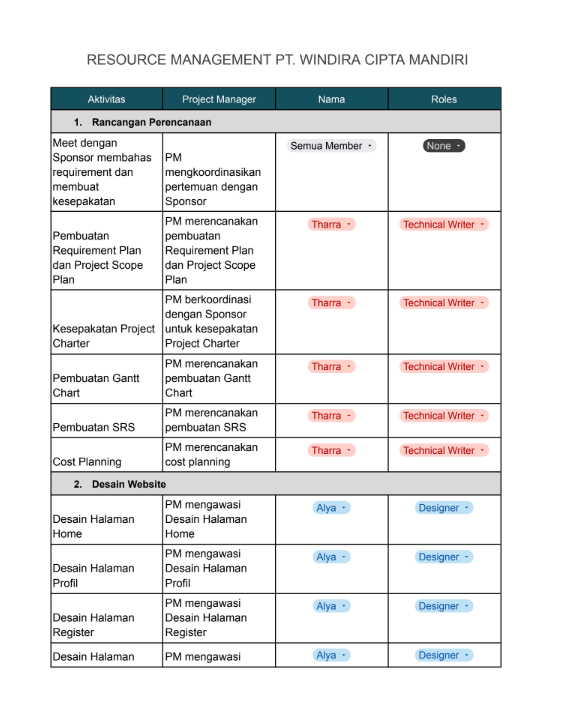 RESOURCE MANAGEMENT PT. WINDIRA CIPTA MANDIRI
Aktivitas Project Manager Nama Roles
1. Rancangan Perencanaan
Meet dengan
Sponsor membahas
requirement dan
membuat
kesepakatan
PM
mengkoordinasikan
pertemuan dengan
Sponsor
Semua Member
None
Pembuatan
Requirement Plan
dan Project Scope
Plan
PM merencanakan
pembuatan
Requirement Plan
dan Project Scope
Plan
Tharra
Technical Writer
Kesepakatan Project
Charter
PM berkoordinasi
dengan Sponsor
untuk kesepakatan
Project Charter
Tharra
Technical Writer
Pembuatan Gantt
Chart
PM merencanakan
pembuatan Gantt
Chart
Tharra
Technical Writer
Pembuatan SRS
PM merencanakan
pembuatan SRS
Tharra
Technical Writer
Cost Planning
PM merencanakan
cost planning
Tharra
Technical Writer
2. Desain Website
Desain Halaman
Home
PM mengawasi
Desain Halaman
Home
Alya
Designer
Desain Halaman
Profil
PM mengawasi
Desain Halaman
Profil
Alya
Designer
Desain Halaman
Register
PM mengawasi
Desain Halaman
Register
Alya
Designer
Desain Halaman
PM mengawasi
Alya
Designer